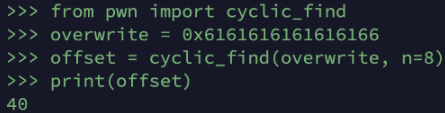 >>> from pwn import cyclic_find
>>> overwrite = 0x6161616161616166
>>> offset = cyclic_find(overwrite, n=8)
>>> print(offset)
40